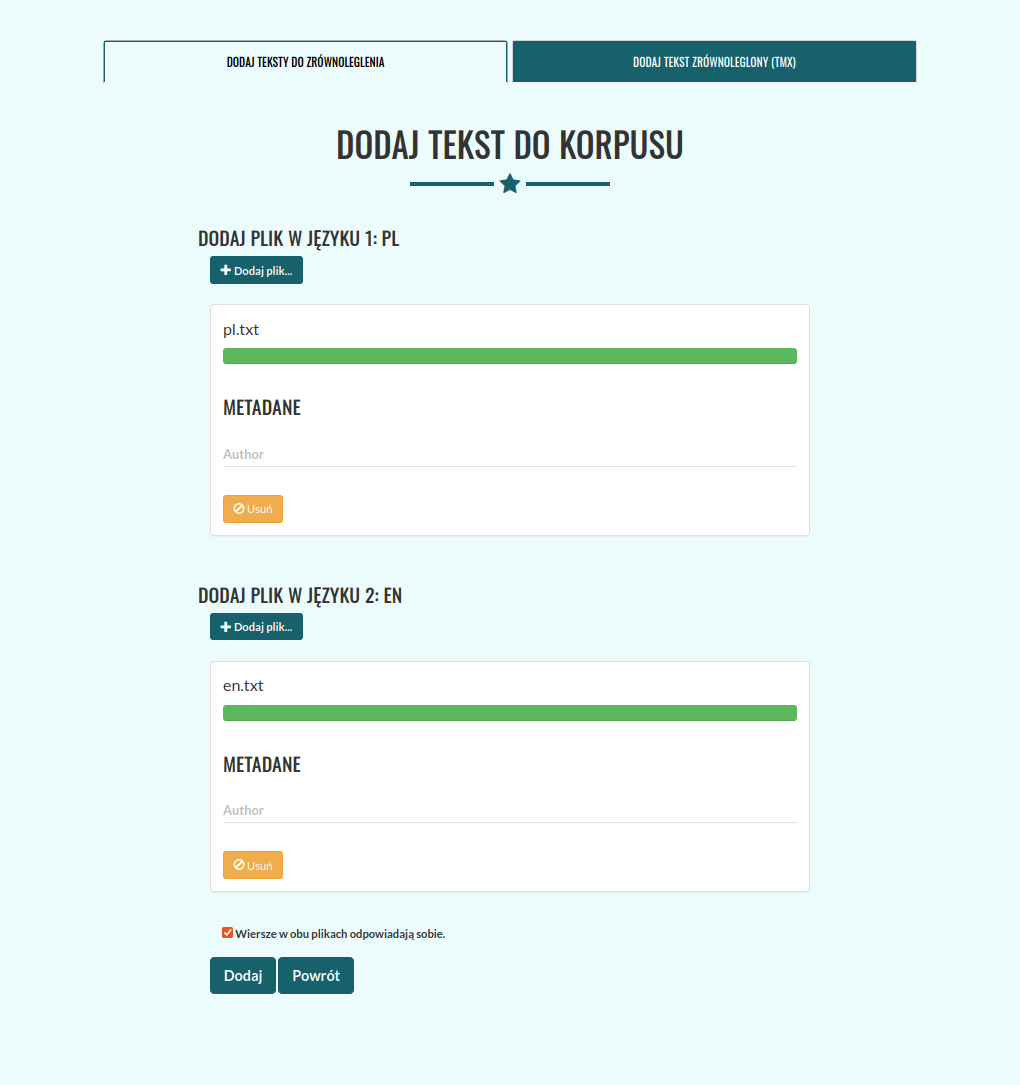 DODAJ TEKSTY DO ZRÓWNOLEGLENIA
DODAJ TEKST ZRÓWNOLEGLONY (TMX)
DODAJ TEKST DO KORPUSU
DODAJ PLIK W JĘZYKU 1: PL
Dodaj plik...
pl.txt
METADANE
Author
Usuń
DODAJ PLIK W JĘZYKU 2: EN
Dodaj plik...
en.txt
METADANE
Author
Usuń
Wiersze w obu plikach odpowiadają sobie.
Dodaj Powrót